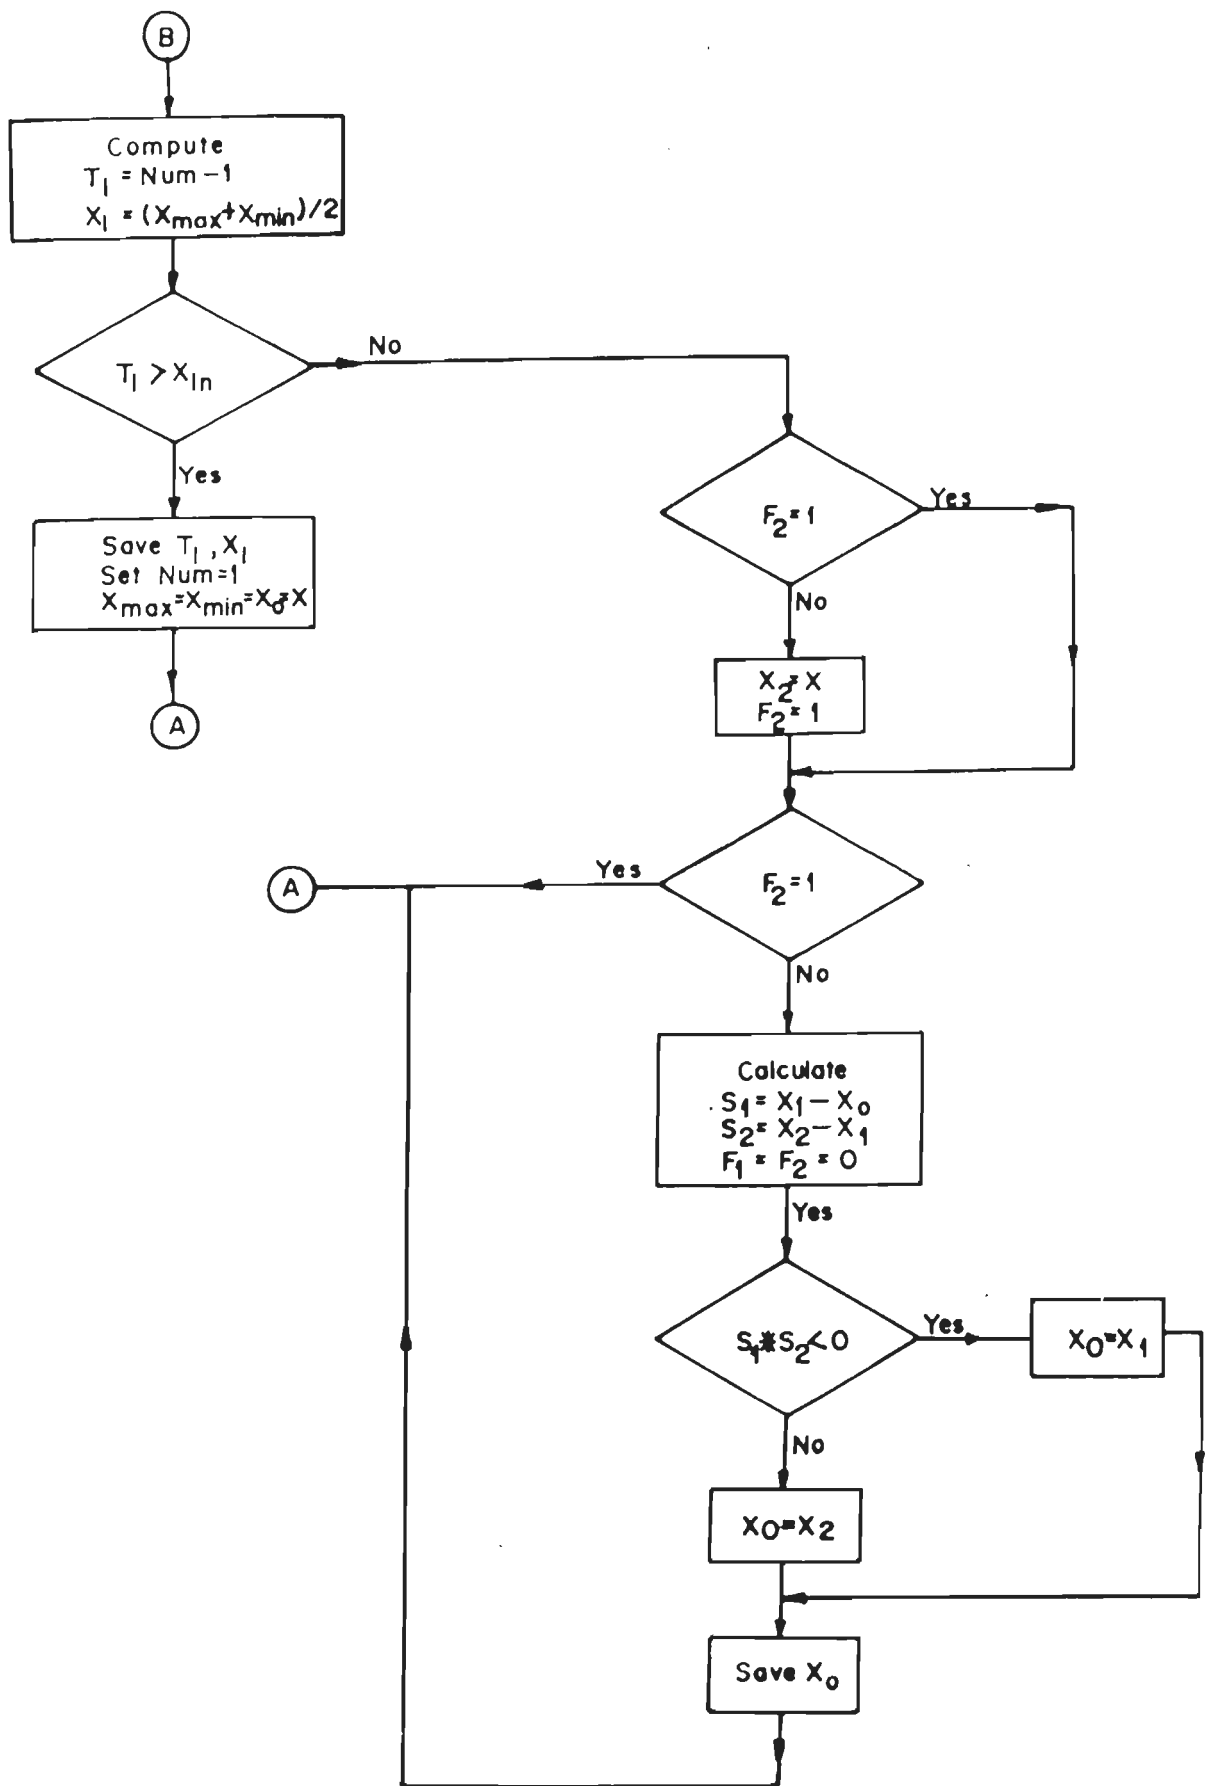 B
Compute
T₁ = Num - 1
X₁ = (Xmax + Xmin)/2
T₁ > X₁n
No
Yes
Save T₁, X₁
Set Num=1
Xmax=Xmin=X₀=X
A
F₂=1
Yes
No
X₂=X
F₂=1
F₂=1
Yes
A
No
Calculate
S₁ = X₁ - X₀
S₂ = X₂ - X₁
F₁ = F₂ = 0
Yes
S₁*S₂<0
Yes
X₀=X₁
No
X₀=X₂
Save X₀